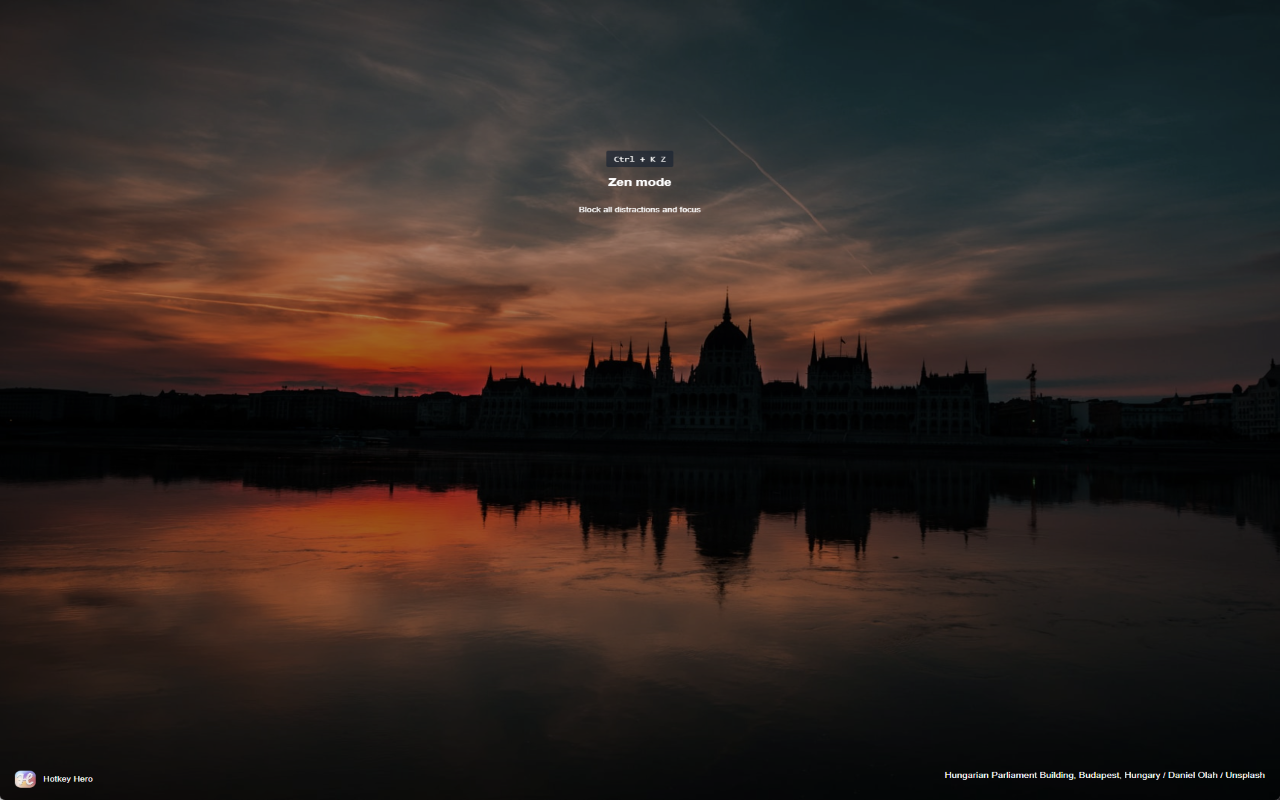 Ctrl + K Z
Zen mode
Block all distractions and focus
Hotkey Hero
Hungarian Parliament Building, Budapest, Hungary / Daniel Olah / Unsplash